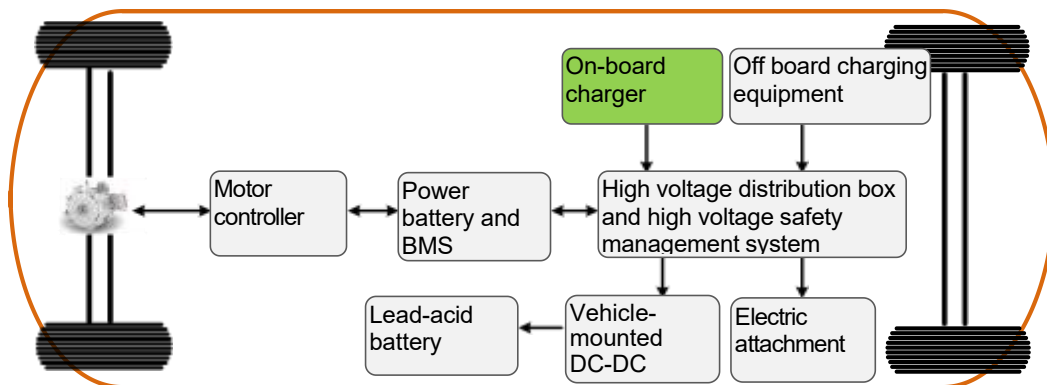 On-board
charger
Off board charging
equipment
Motor
controller
Power
battery and
BMS
High voltage distribution box
and high voltage safety
management system
Lead-acid
battery
Vehicle-
mounted
DC-DC
Electric
attachment